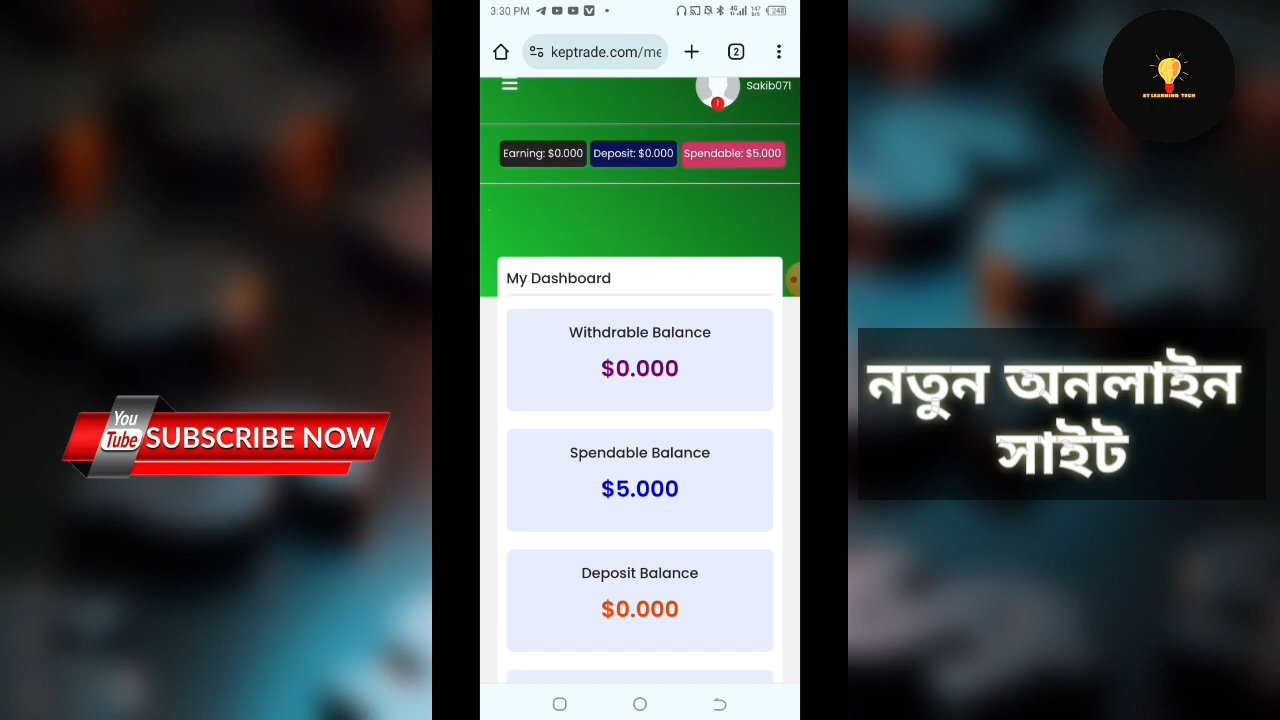 3:30 PM
keptrade.com/me
2
Sakib071
Earning: $0.000
Deposit: $0.000
Spendable: $5.000
My Dashboard
Withdrable Balance
$0.000
Spendable Balance
$5.000
Deposit Balance
$0.000
You
Tube
SUBSCRIBE NOW
নতুন অনলাইন
সাইট